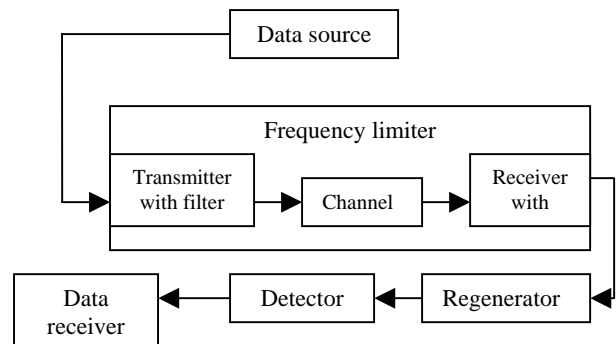 Data source
Frequency limiter
Transmitter
with filter
Channel
Receiver
with
Regenerator
Detector
Data
receiver